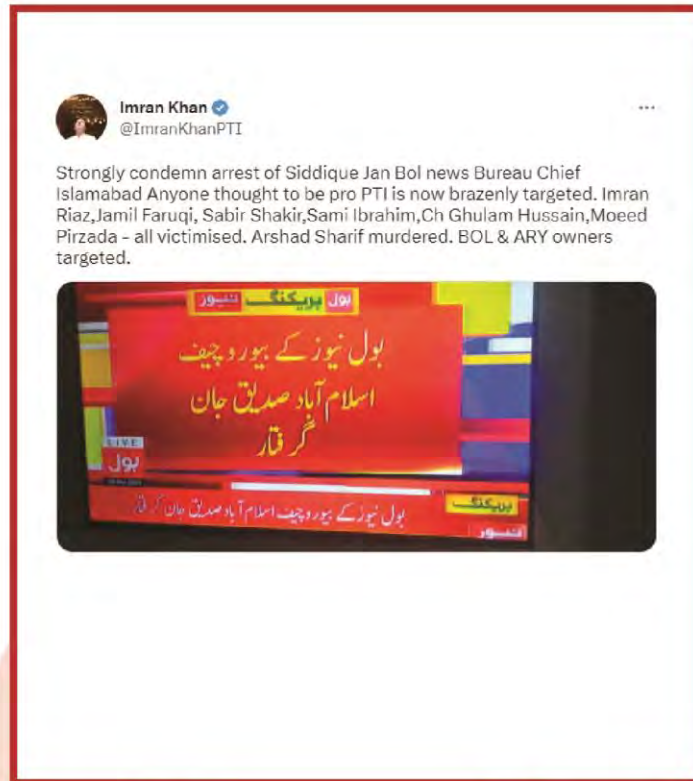 Imran Khan
@ImranKhanPTI
Strongly condemn arrest of Siddique Jan Bol news Bureau Chief
Islamabad Anyone thought to be pro PTI is now brazenly targeted. Imran
Riaz,Jamil Faruqi, Sabir Shakir,Sami Ibrahim,Ch Ghulam Hussain,Moeed
Pirzada – all victimised. Arshad Sharif murdered. BOL & ARY owners
targeted.
بول بریکنگ نیوز
بول نیوز کے بیورو چیف
اسلام آباد صدیق جان
گرفتار
LIVE
بول
بریکنگ
بول نیوز کے بیورو چیف اسلام آباد صدیق جان گرفتار
نیوز